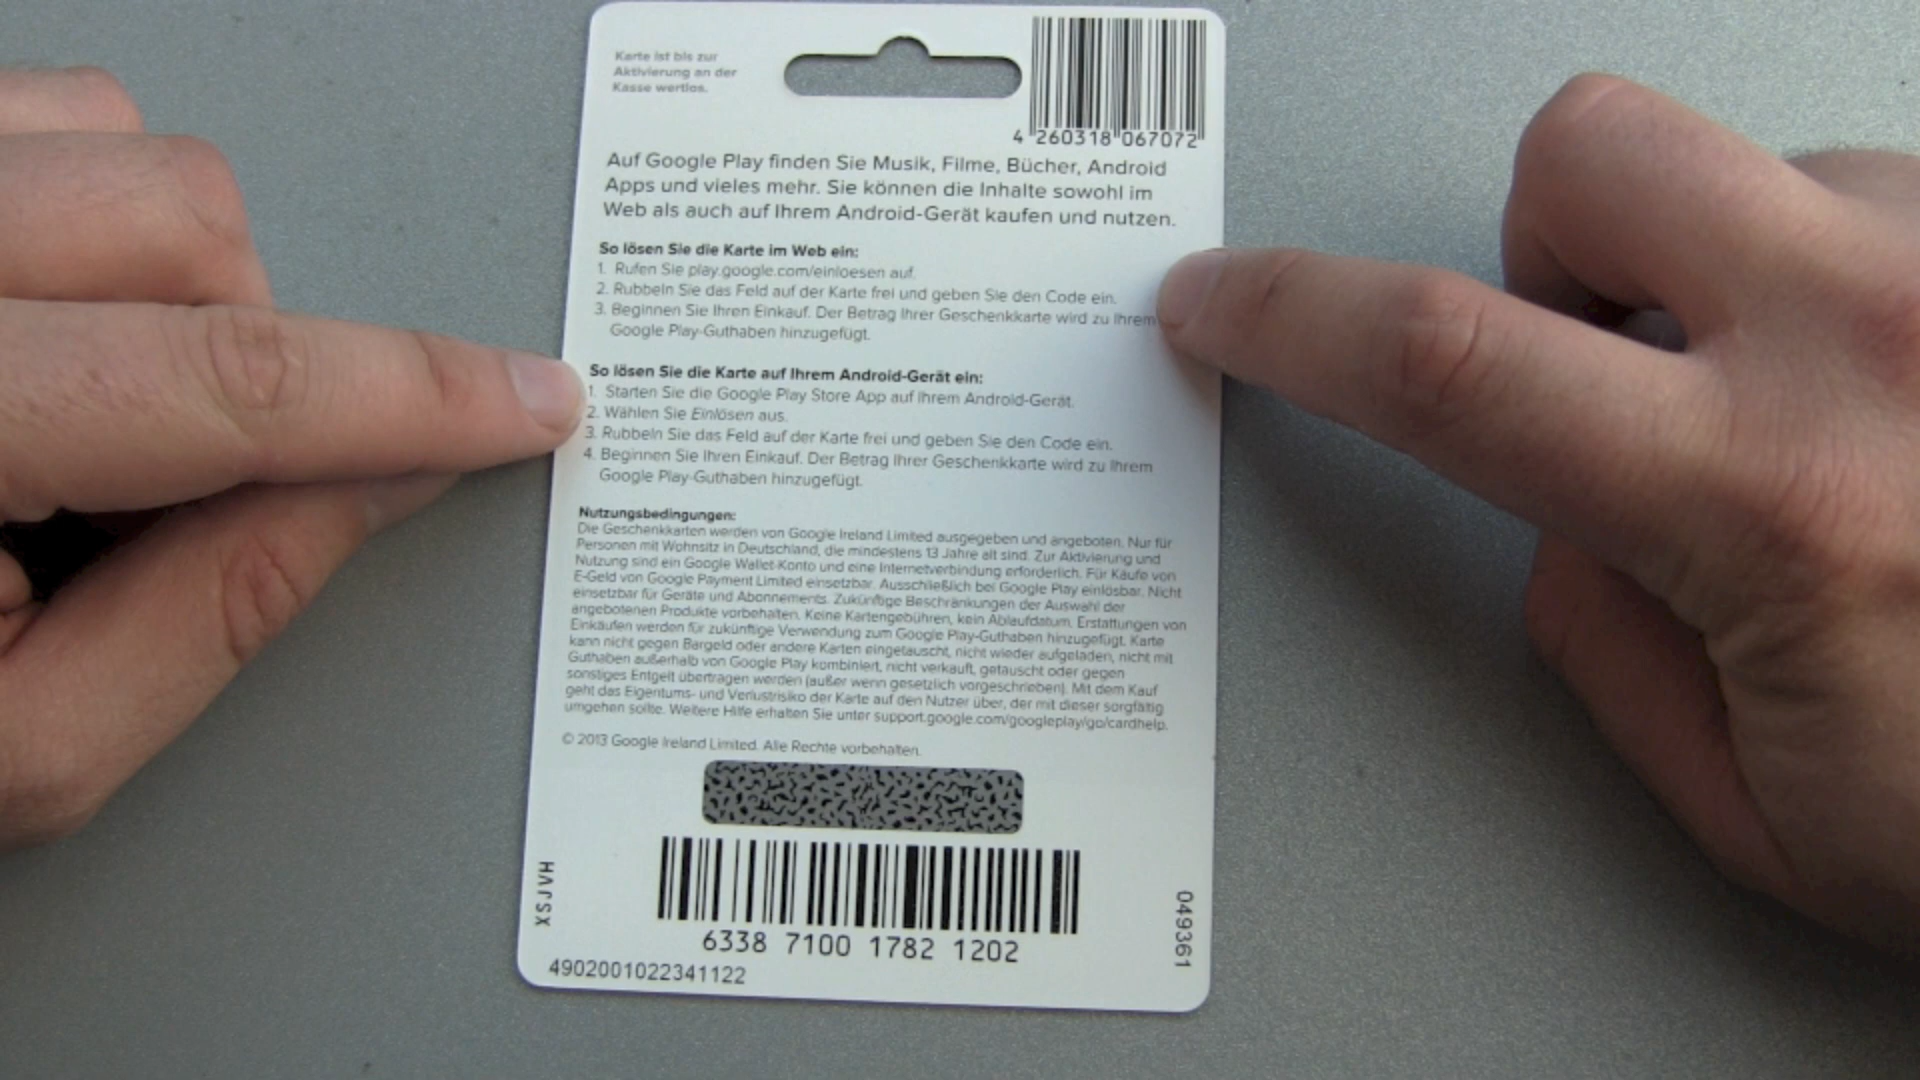 Karte ist bis zur
Aktivierung an der
Kasse wertlos.
4 260318 067072
Auf Google Play finden Sie Musik, Filme, Bücher, Android
Apps und vieles mehr. Sie können die Inhalte sowohl im
Web als auch auf Ihrem Android-Gerät kaufen und nutzen.
So lösen Sie die Karte im Web ein:
1. Rufen Sie play.google.com/einloesen auf.
2. Rubbeln Sie das Feld auf der Karte frei und geben Sie den Code ein.
3. Beginnen Sie Ihren Einkauf. Der Betrag Ihrer Geschenkkarte wird zu Ihrem
Google Play-Guthaben hinzugefügt.
So lösen Sie die Karte auf Ihrem Android-Gerät ein:
1. Starten Sie die Google Play Store App auf Ihrem Android-Gerät.
2. Wählen Sie Einlösen aus.
3. Rubbeln Sie das Feld auf der Karte frei und geben Sie den Code ein.
4. Beginnen Sie Ihren Einkauf. Der Betrag Ihrer Geschenkkarte wird zu Ihrem
Google Play-Guthaben hinzugefügt.
Nutzungsbedingungen:
Die Geschenkkarten werden von Google Ireland Limited ausgegeben und angeboten. Nur für
Personen mit Wohnsitz in Deutschland, die mindestens 13 Jahre alt sind. Zur Aktivierung und
Nutzung sind ein Google Wallet-Konto und eine Internetverbindung erforderlich. Für Käufe von
E-Geld von Google Payment Limited einsetzbar. Ausschließlich bei Google Play einlösbar. Nicht
einsetzbar für Geräte und Abonnements. Zukünftige Beschränkungen der Auswahl der
angebotenen Produkte vorbehalten. Keine Kartengebühren, kein Ablaufdatum. Erstattungen von
Einkäufen werden für zukünftige Verwendung zum Google Play-Guthaben hinzugefügt. Karte
kann nicht gegen Bargeld oder andere Karten eingetauscht, nicht wieder aufgeladen, nicht mit
Guthaben außerhalb von Google Play kombiniert, nicht verkauft, getauscht oder gegen
sonstiges Entgelt übertragen werden (außer wenn gesetzlich vorgeschrieben). Mit dem Kauf
geht das Eigentums- und Verlustrisiko der Karte auf den Nutzer über, der mit dieser sorgfältig
umgehen sollte. Weitere Hilfe erhalten Sie unter support.google.com/googleplay/go/cardhelp.
© 2013 Google Ireland Limited. Alle Rechte vorbehalten.
HVJSX
049361
6338 7100 1782 1202
4902001022341122